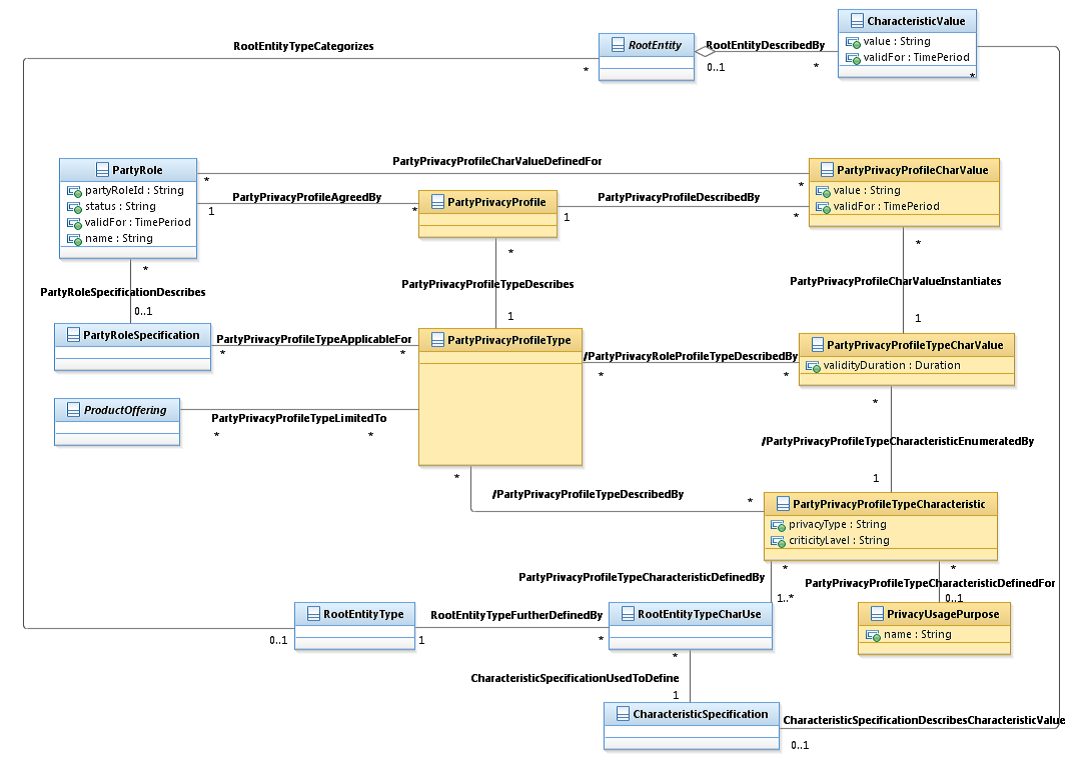 CharacteristicValue
value : String
validFor : TimePeriod
*
RootEntityTypeCategorizes
RootEntity
*
RootEntityDescribedBy
0..1
*
PartyRole
partyRoleId : String
status : String
validFor : TimePeriod
name : String
PartyPrivacyProfileCharValueDefinedFor
*
*
PartyPrivacyProfileAgreedBy
1
*
PartyPrivacyProfile
PartyPrivacyProfileDescribedBy
1
*
PartyPrivacyProfileCharValue
value : String
validFor : TimePeriod
*
PartyRoleSpecificationDescribes
0..1
*
PartyPrivacyProfileTypeDescribes
1
*
PartyPrivacyProfileCharValueInstantiates
1
PartyRoleSpecification
PartyPrivacyProfileTypeApplicableFor
*
*
PartyPrivacyProfileType
/PartyPrivacyRoleProfileTypeDescribedBy
*
*
PartyPrivacyProfileTypeCharValue
validityDuration : Duration
ProductOffering
PartyPrivacyProfileTypeLimitedTo
*
*
*
/PartyPrivacyProfileTypeCharacteristicEnumeratedBy
1
*
/PartyPrivacyProfileTypeDescribedBy
*
PartyPrivacyProfileTypeCharacteristic
privacyType : String
criticityLavel : String
PartyPrivacyProfileTypeCharacteristicDefinedBy
*
1..*
*
PartyPrivacyProfileTypeCharacteristicDefinedFor
0..1
RootEntityType
0..1
RootEntityTypeFurtherDefinedBy
1
*
RootEntityTypeCharUse
PrivacyUsagePurpose
name : String
*
CharacteristicSpecificationUsedToDefine
1
CharacteristicSpecification
CharacteristicSpecificationDescribesCharacteristicValue
0..1